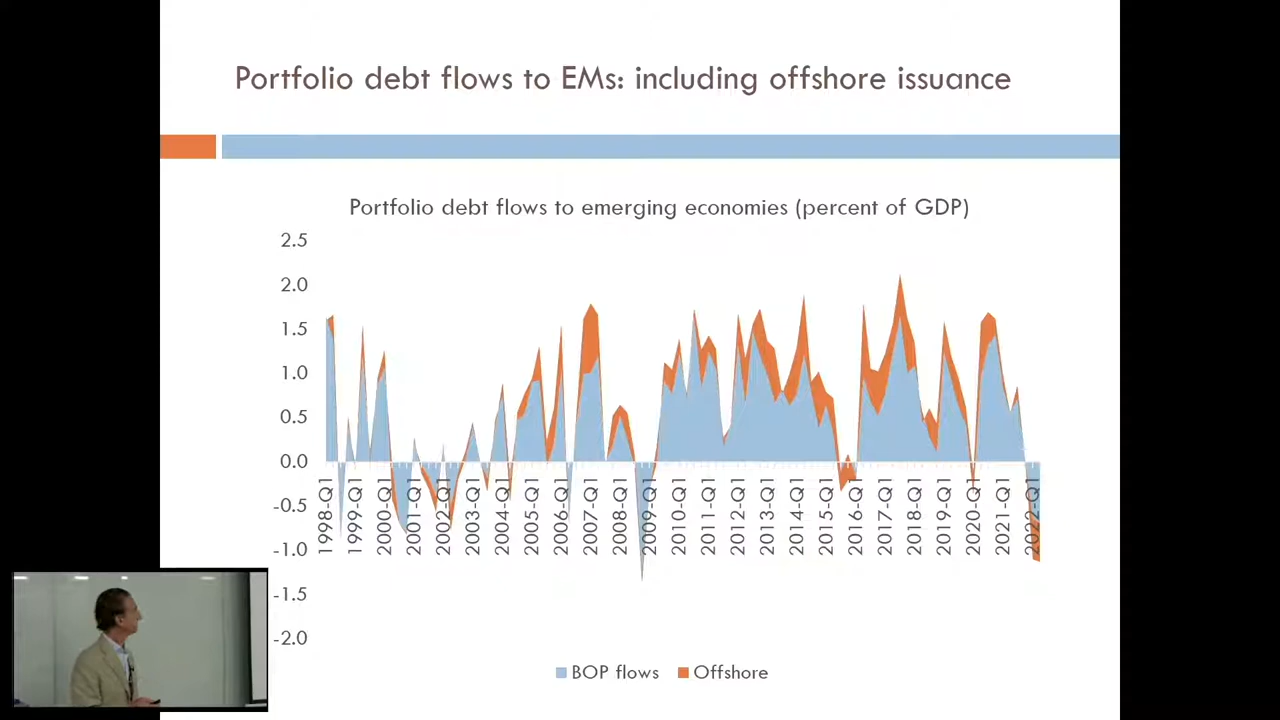 Portfolio debt flows to EMs: including offshore issuance
Portfolio debt flows to emerging economies (percent of GDP)
2.5
2.0
1.5
1.0
0.5
0.0
-0.5
-1.0
-1.5
-2.0
1998-Q1
1999-Q1
2000-Q1
2001-Q1
2002-Q1
2003-Q1
2004-Q1
2005-Q1
2006-Q1
2007-Q1
2008-Q1
2009-Q1
2010-Q1
2011-Q1
2012-Q1
2013-Q1
2014-Q1
2015-Q1
2016-Q1
2017-Q1
2018-Q1
2019-Q1
2020-Q1
2021-Q1
2022-Q1
BOP flows
Offshore